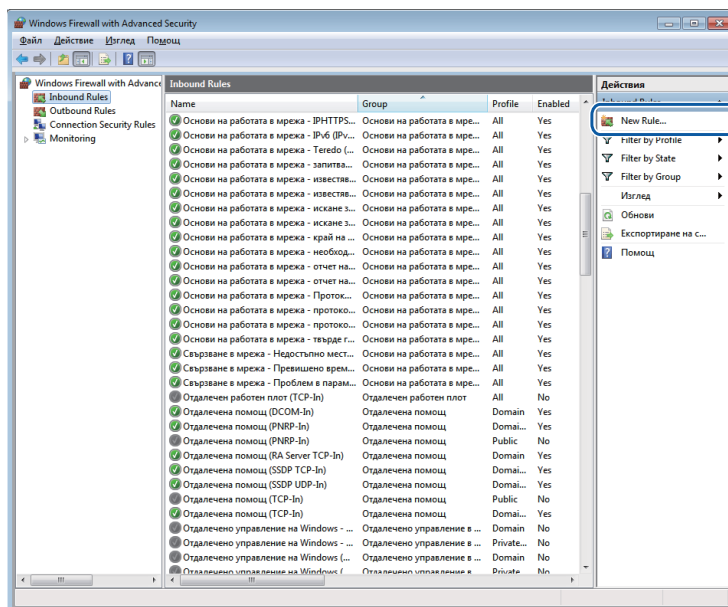 Windows Firewall with Advanced Security
Файл Действие Изглед Помощ
Windows Firewall with Advance
Inbound Rules
Outbound Rules
Connection Security Rules
Monitoring
Inbound Rules
Name Group Profile Enabled
Основи на работата в мрежа - IPHTTPS... Основи на работата в мре... All Yes
Основи на работата в мрежа - IPv6 (IPv... Основи на работата в мре... All Yes
Основи на работата в мрежа - Teredo (... Основи на работата в мре... All Yes
Основи на работата в мрежа - запитва... Основи на работата в мре... All Yes
Основи на работата в мрежа - известяв... Основи на работата в мре... All Yes
Основи на работата в мрежа - известяв... Основи на работата в мре... All Yes
Основи на работата в мрежа - искане з... Основи на работата в мре... All Yes
Основи на работата в мрежа - искане з... Основи на работата в мре... All Yes
Основи на работата в мрежа - край на ... Основи на работата в мре... All Yes
Основи на работата в мрежа - необход... Основи на работата в мре... All Yes
Основи на работата в мрежа - отчет на... Основи на работата в мре... All Yes
Основи на работата в мрежа - отчет на... Основи на работата в мре... All Yes
Основи на работата в мрежа - Проток... Основи на работата в мре... All Yes
Основи на работата в мрежа - протоко... Основи на работата в мре... All Yes
Основи на работата в мрежа - протоко... Основи на работата в мре... All Yes
Основи на работата в мрежа - твърде г... Основи на работата в мре... All Yes
Свързване в мрежа - Недостъпно мест... Основи на работата в мре... All Yes
Свързване в мрежа - Превишено врем... Основи на работата в мре... All Yes
Свързване в мрежа - Проблем в парам... Основи на работата в мре... All Yes
Отдалечен работен плот (TCP-In) Отдалечен работен плот All No
Отдалечена помощ (DCOM-In) Отдалечена помощ Domain Yes
Отдалечена помощ (PNRP-In) Отдалечена помощ Domai... Yes
Отдалечена помощ (PNRP-In) Отдалечена помощ Public No
Отдалечена помощ (RA Server TCP-In) Отдалечена помощ Domain Yes
Отдалечена помощ (SSDP TCP-In) Отдалечена помощ Domai... Yes
Отдалечена помощ (SSDP UDP-In) Отдалечена помощ Domai... Yes
Отдалечена помощ (TCP-In) Отдалечена помощ Public No
Отдалечена помощ (TCP-In) Отдалечена помощ Domai... Yes
Отдалечено управление на Windows - ... Отдалечено управление в ... Domain No
Отдалечено управление на Windows - ... Отдалечено управление в ... Private... No
Отдалечено управление на Windows (... Отдалечено управление в ... Domain No
Отдалечено управление на Windows (... Отдалечено управление в ... Private... No
Действия
Inbound Rules
New Rule...
Filter by Profile
Filter by State
Filter by Group
Изглед
Обнови
Експортиране на с...
Помощ